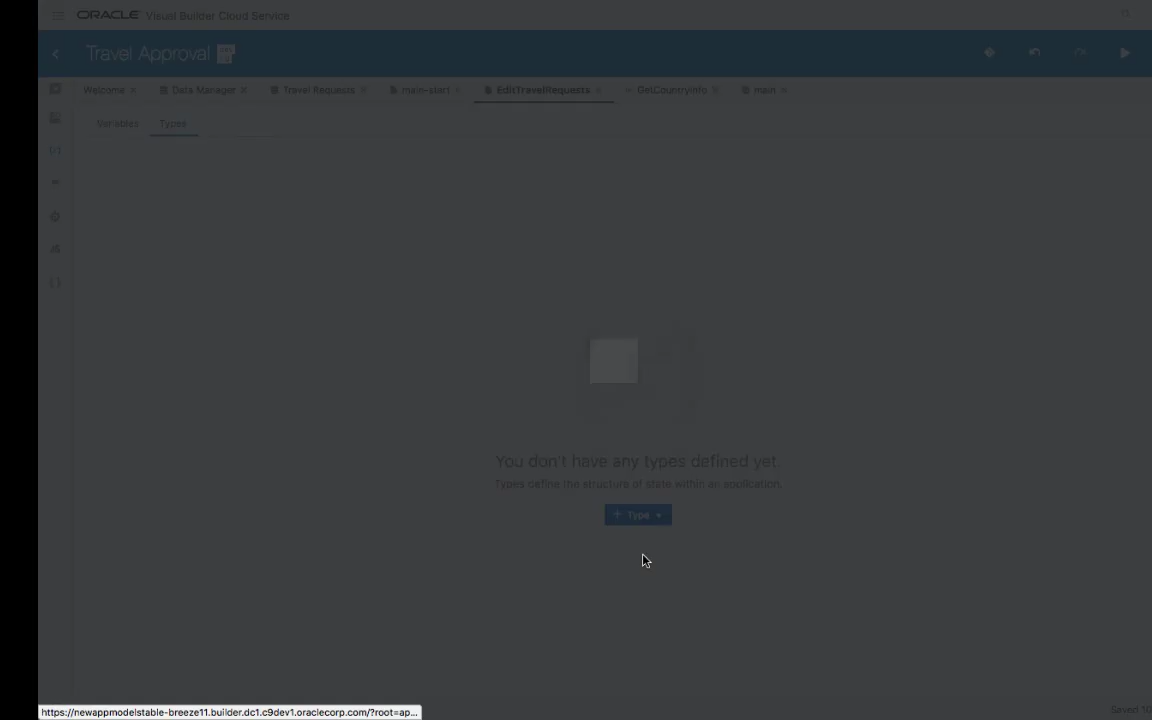 ORACLE Visual Builder Cloud Service
Travel Approval
Welcome × Data Manager × Travel Requests × main-start × EditTravelRequests × GetCountryInfo × main ×
Variables Types
You don't have any types defined yet.
Types define the structure of state within an application.
+ Type
https://newappmodelstable-breeze11.builder.dc1.c9dev1.oraclecorp.com/?root=ap...
Saved 10